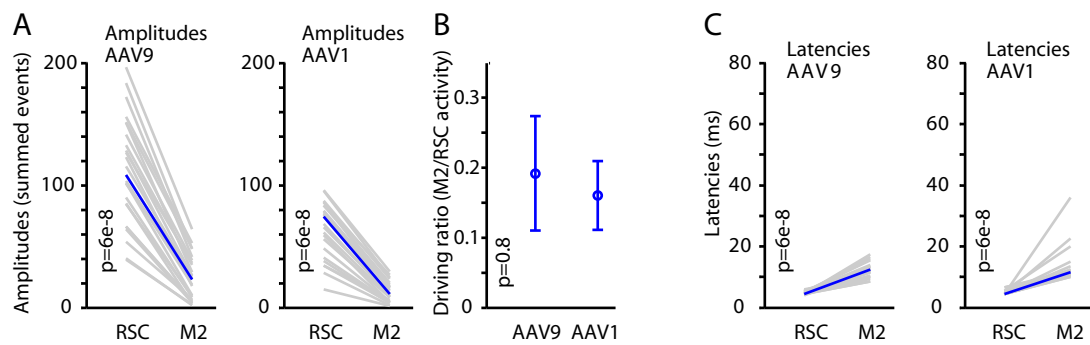 A
Amplitudes
AAV9
Amplitudes
AAV1
Amplitudes (summed events)
200
100
0
p=6e-8
RSC M2
200
100
0
p=6e-8
RSC M2
B
Driving ratio (M2/RSC activity)
0.3
0.2
0.1
0
p=0.8
AAV9 AAV1
C
Latencies
AAV9
Latencies
AAV1
Latencies (ms)
80
60
40
20
0
p=6e-8
RSC M2
80
60
40
20
0
p=6e-8
RSC M2